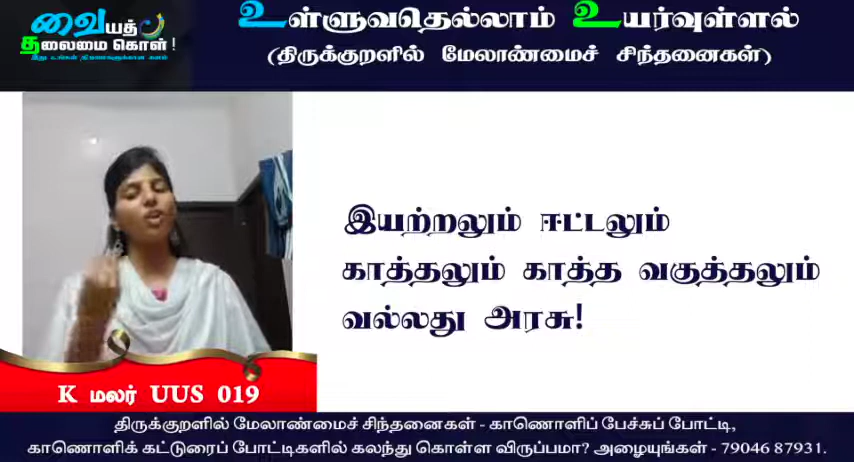 வையத்
தலைமை கொள்!
உள்ளுவதெல்லாம் உயர்வுள்ளல்
(திருக்குறளில் மேலாண்மைச் சிந்தனைகள்)
இயற்றலும் ஈட்டலும்
காத்தலும் காத்த வகுத்தலும்
வல்லது அரசு!
K மலர் UUS 019
திருக்குறளில் மேலாண்மைச் சிந்தனைகள் - காணொளிப் பேச்சுப் போட்டி,
காணொளிக் கட்டுரைப் போட்டிகளில் கலந்து கொள்ள விருப்பமா? அழையுங்கள் - 79046 87931.